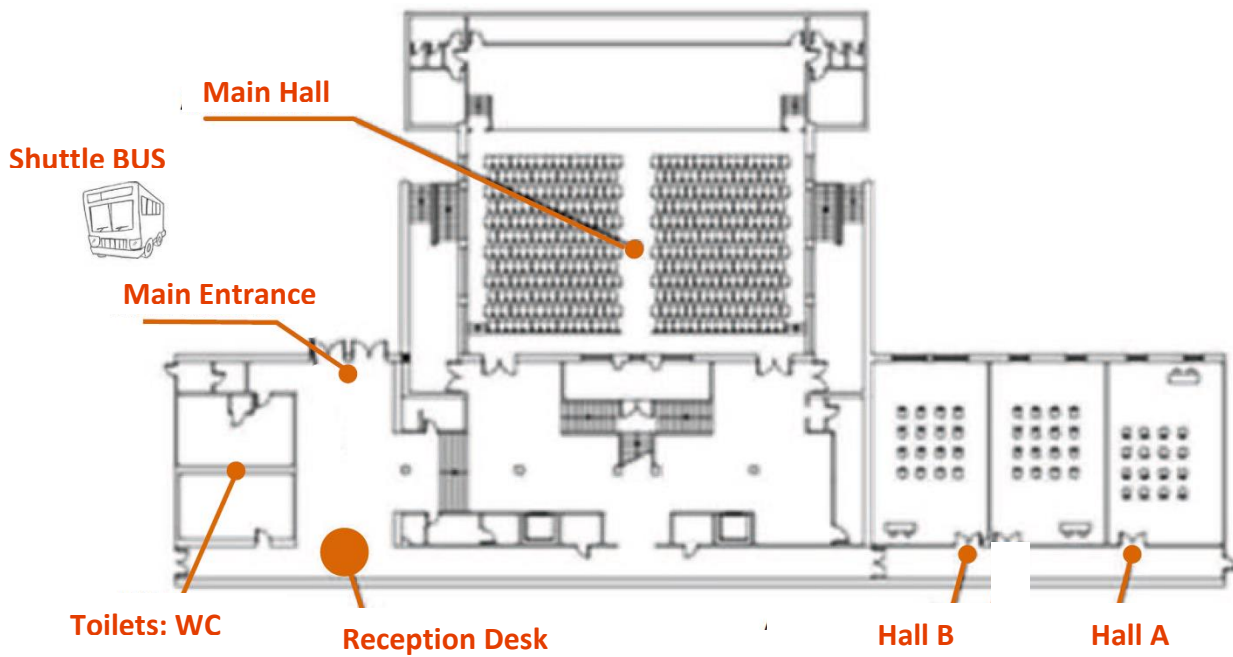 Main Hall
Shuttle BUS
Main Entrance
Toilets: WC
Reception Desk
Hall B
Hall A